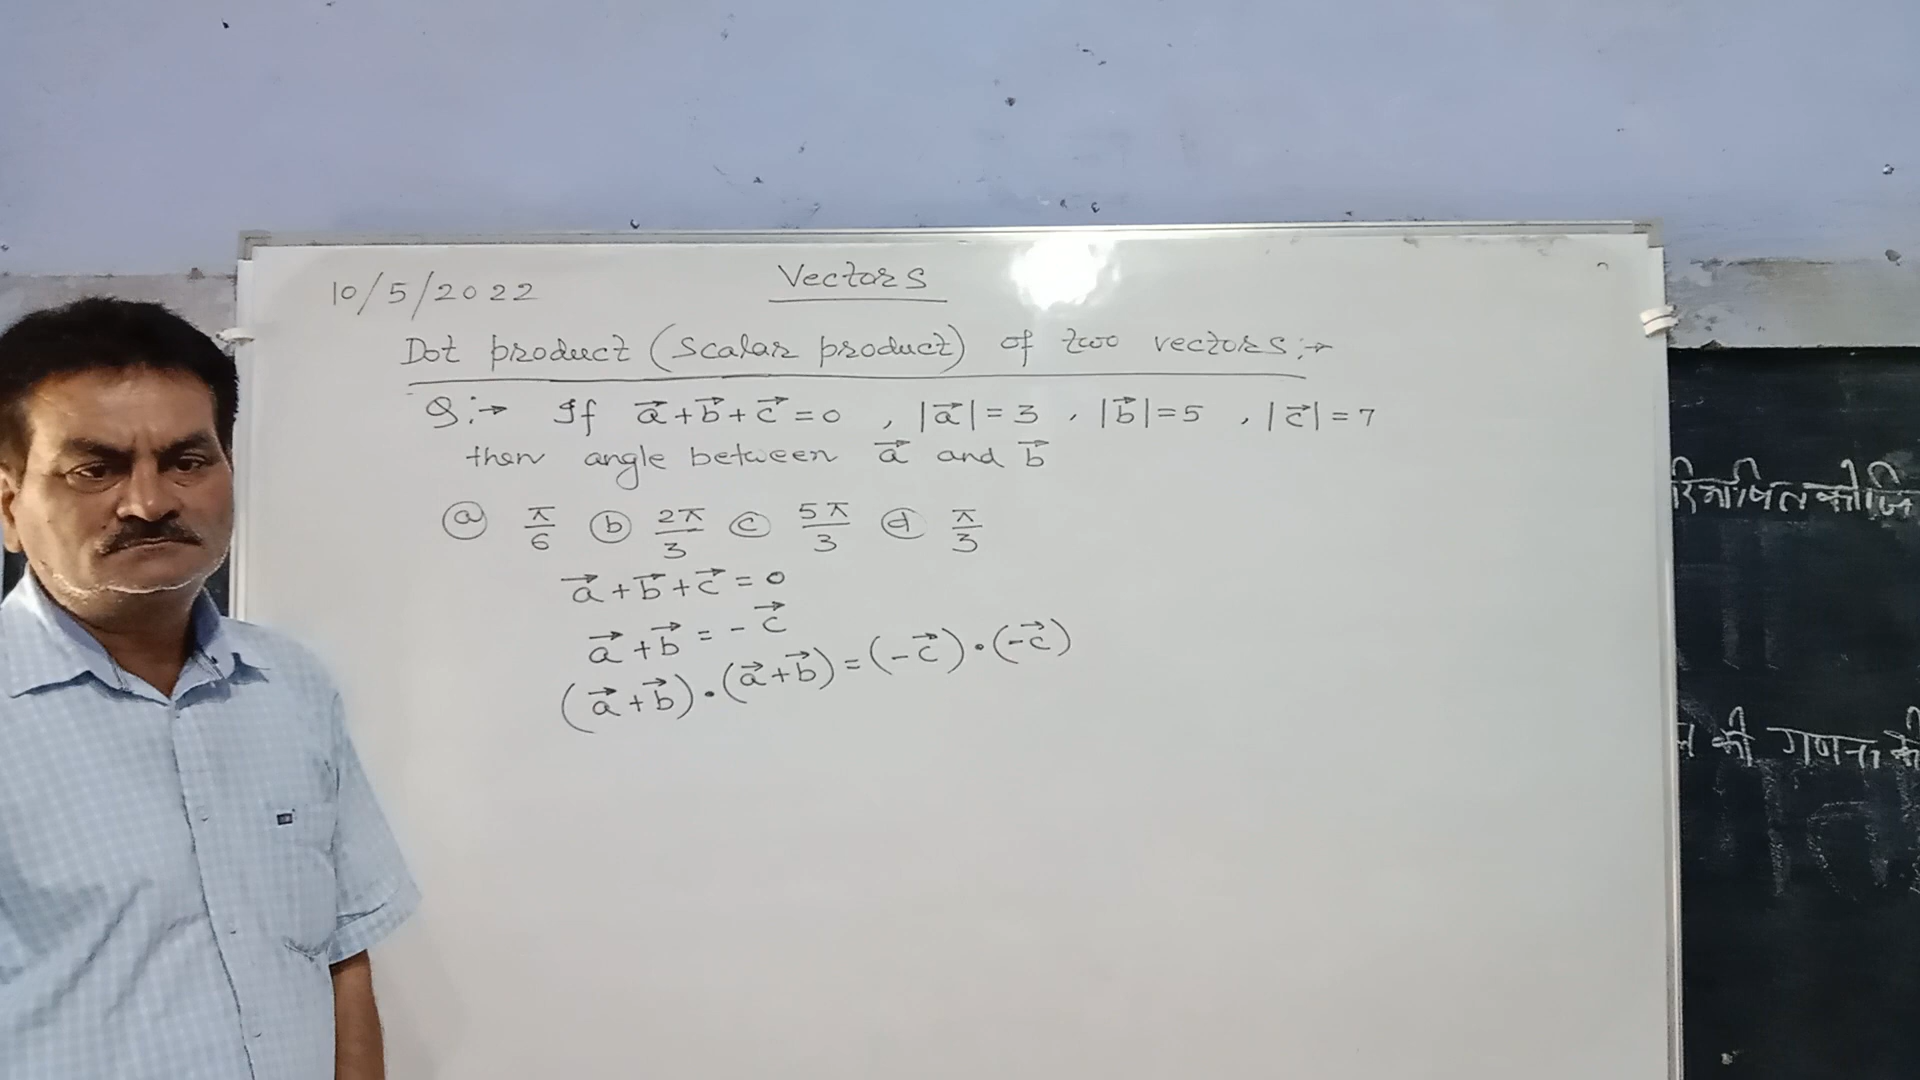 10/5/2022
Vectors
Dot product (scalar product) of two vectors:→
Q:→ If a⃗+b⃗+c⃗=0 , |a⃗|=3 , |b⃗|=5 , |c⃗|=7
then angle between a⃗ and b⃗
ⓐ π/6 ⓑ 2π/3 ⓒ 5π/3 ⓓ π/3
a⃗+b⃗+c⃗=0
a⃗+b⃗=-c⃗
(a⃗+b⃗)•(a⃗+b⃗)=(-c⃗)•(-c⃗)
की गणना